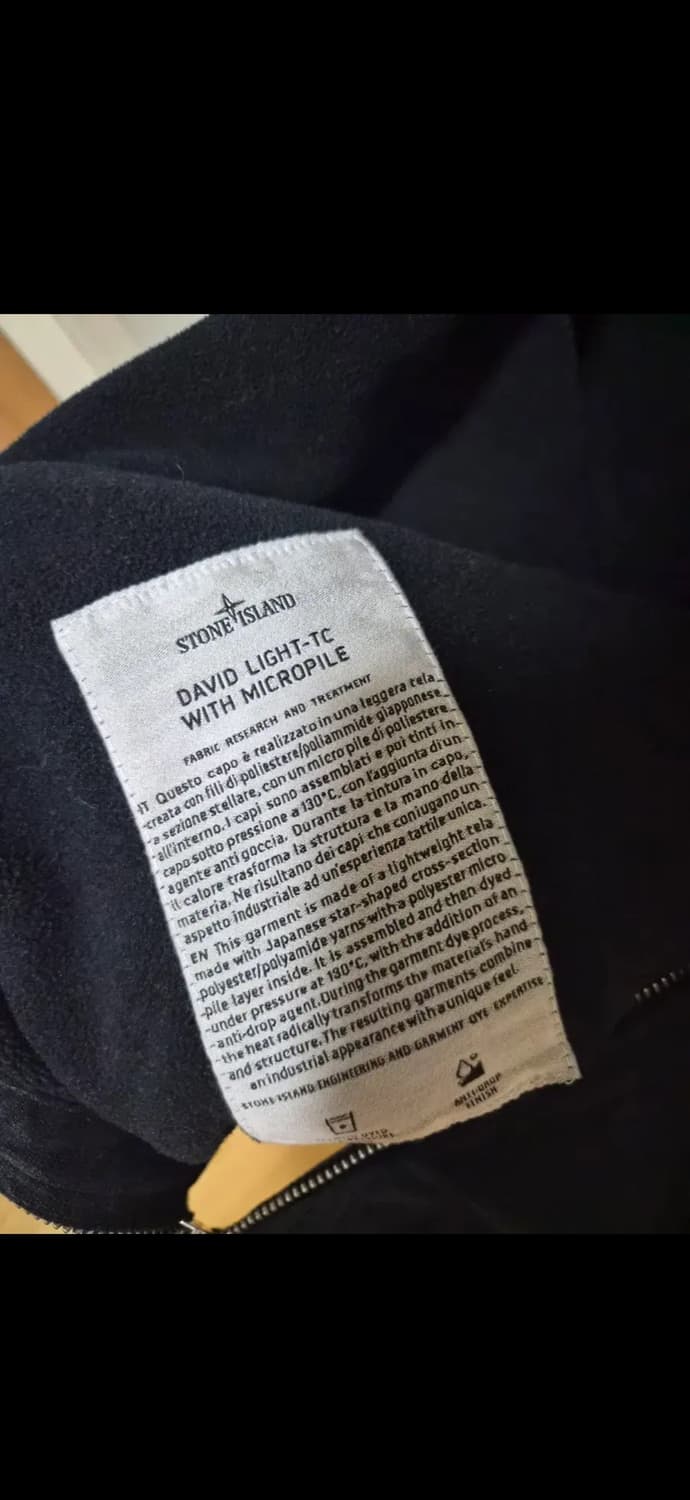 STONE ISLAND
DAVID LIGHT-TC
WITH MICROPILE
FABRIC RESEARCH AND TREATMENT
IT Questo capo è realizzato in una leggera tela
creata con fili di poliestere/poliammide giapponese
a sezione stellare, con un micro pile di poliestere
all'interno. I capi sono assemblati e poi tinti in
capo sotto pressione a 130°C, con l'aggiunta di un
agente anti goccia. Durante la tintura in capo,
il calore trasforma la struttura e la mano della
materia. Ne risultano dei capi che coniugano un
aspetto industriale ad un'esperienza tattile unica.
EN This garment is made of a lightweight tela
made with Japanese star-shaped cross-section
polyester/polyamide yarns with a polyester micro
pile layer inside. It is assembled and then dyed
under pressure at 130°C, with the addition of an
anti-drop agent. During the garment dye process,
the heat radically transforms the material's hand
and structure. The resulting garments combine
an industrial appearance with a unique feel.
STONE ISLAND ENGINEERING AND GARMENT DYE EXPERTISE
ANTI-DROP
FINISH